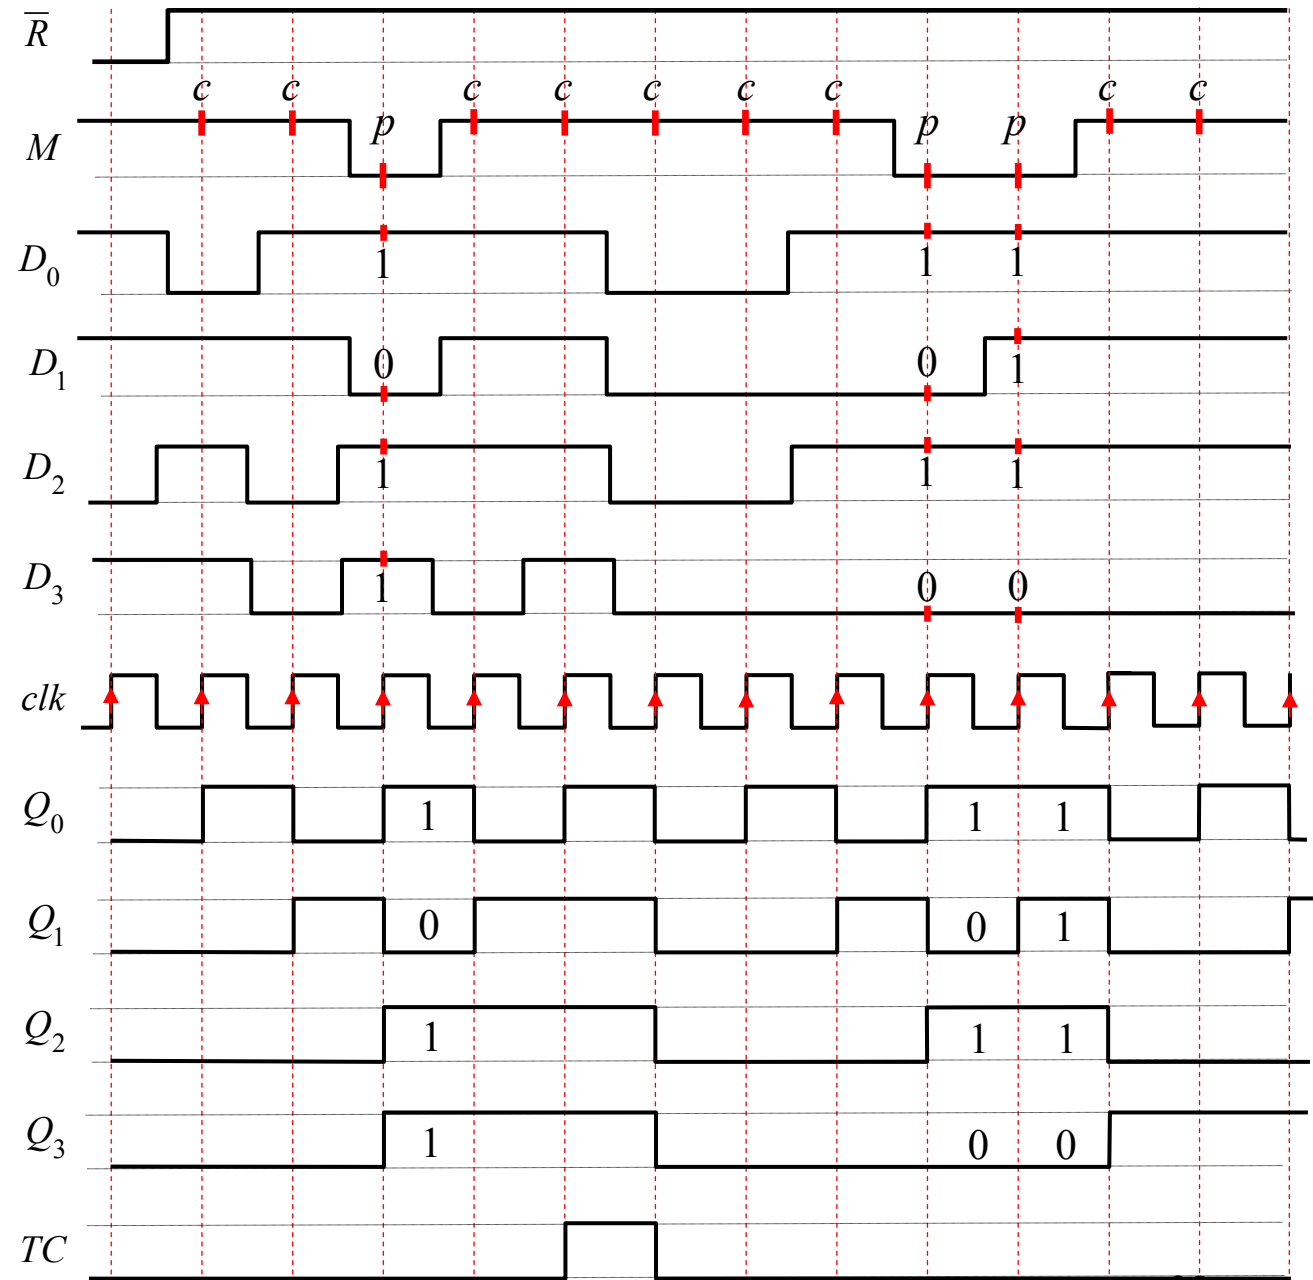 R̅
c c c c c c c c c
M p p p
D₀ 1 1 1
D₁ 0 0 1
D₂ 1 1 1
D₃ 1 0 0
clk
Q₀ 1 1 1
Q₁ 0 0 1
Q₂ 1 1 1
Q₃ 1 0 0
TC